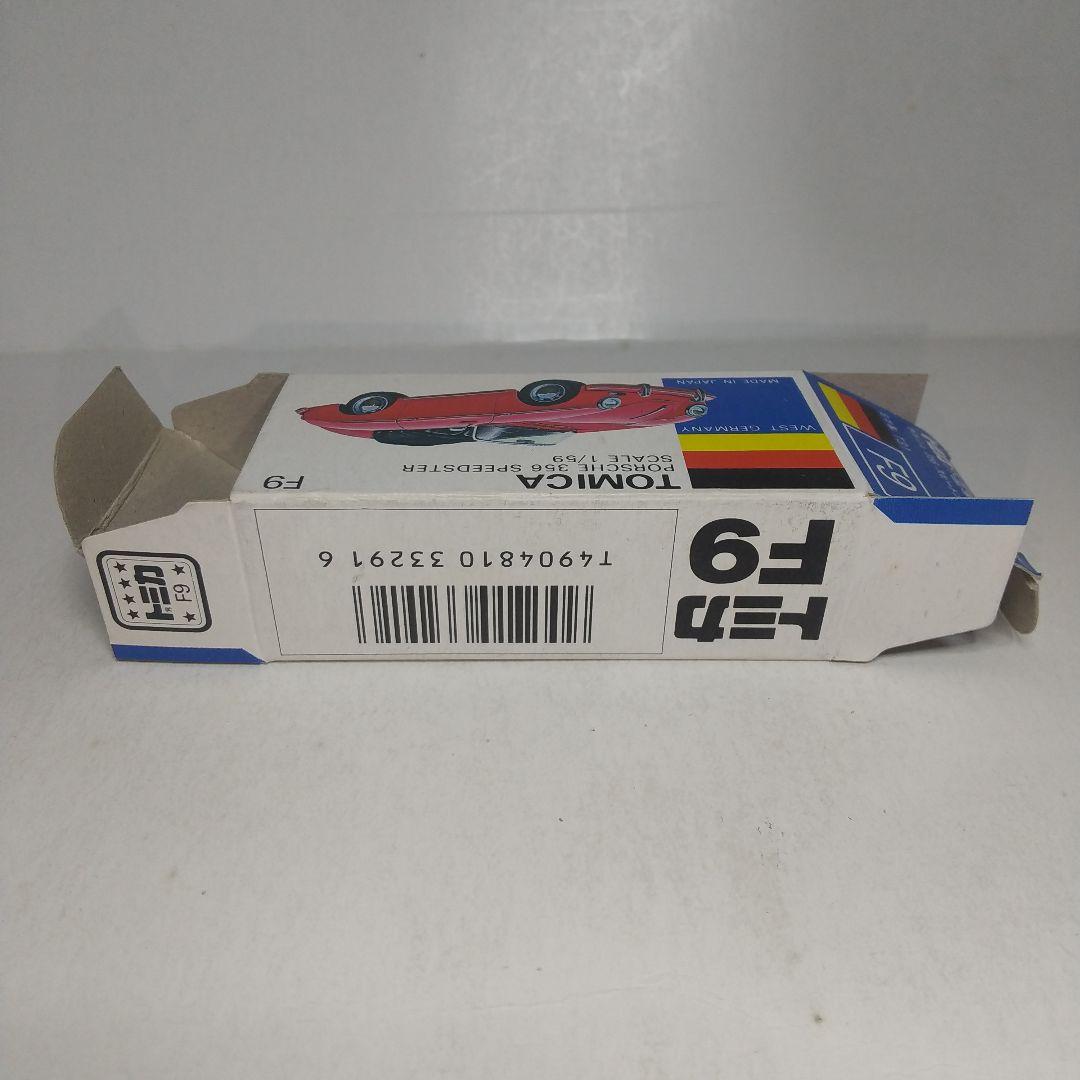 TOMICA
PORSCHE 356 SPEEDSTER
SCALE 1/59
F9
WEST GERMANY
MADE IN JAPAN
トミカ
F9
T4904810 33291 6
トミカ
F9
F9